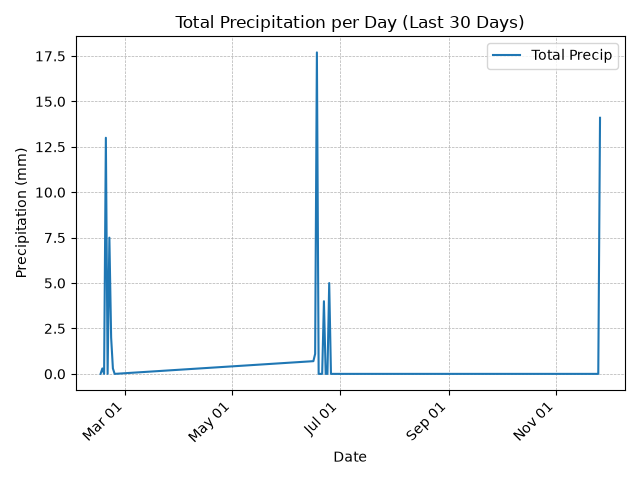 Total Precipitation per Day (Last 30 Days)
Total Precip
Precipitation (mm)
17.5
15.0
12.5
10.0
7.5
5.0
2.5
0.0
Mar 01
May 01
Jul 01
Sep 01
Nov 01
Date